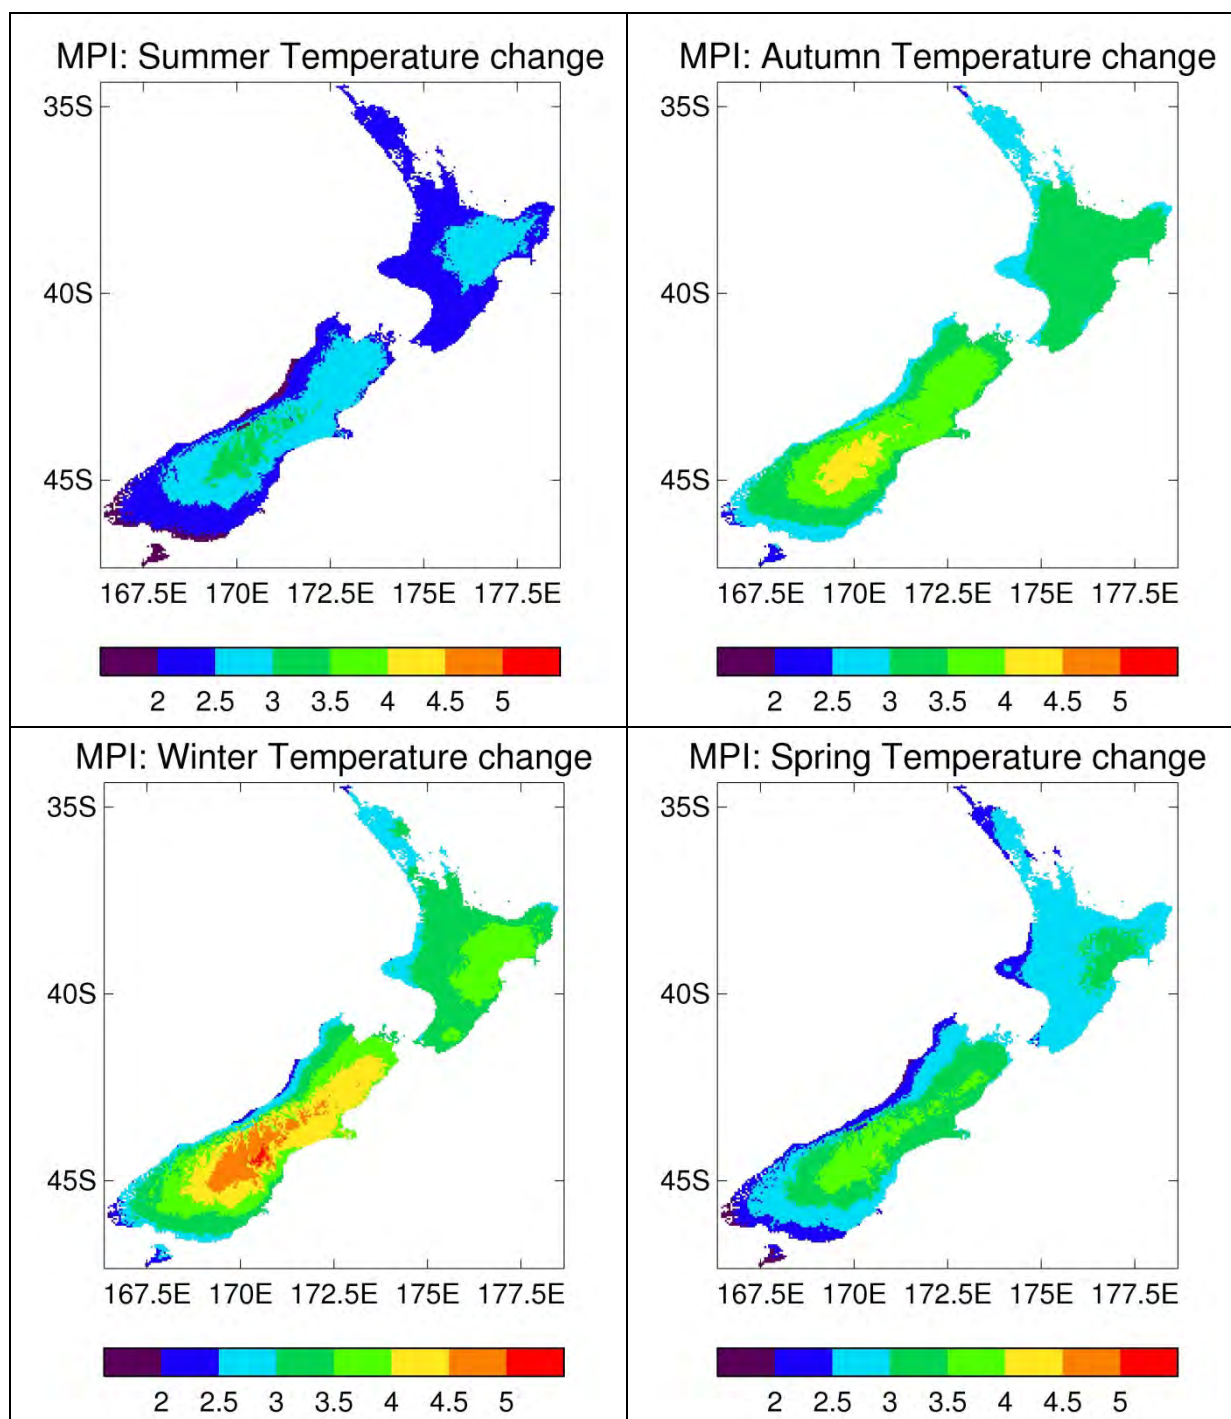 MPI: Summer Temperature change
35S
40S
45S
167.5E 170E 172.5E 175E 177.5E
2 2.5 3 3.5 4 4.5 5
MPI: Autumn Temperature change
35S
40S
45S
167.5E 170E 172.5E 175E 177.5E
2 2.5 3 3.5 4 4.5 5
MPI: Winter Temperature change
35S
40S
45S
167.5E 170E 172.5E 175E 177.5E
2 2.5 3 3.5 4 4.5 5
MPI: Spring Temperature change
35S
40S
45S
167.5E 170E 172.5E 175E 177.5E
2 2.5 3 3.5 4 4.5 5